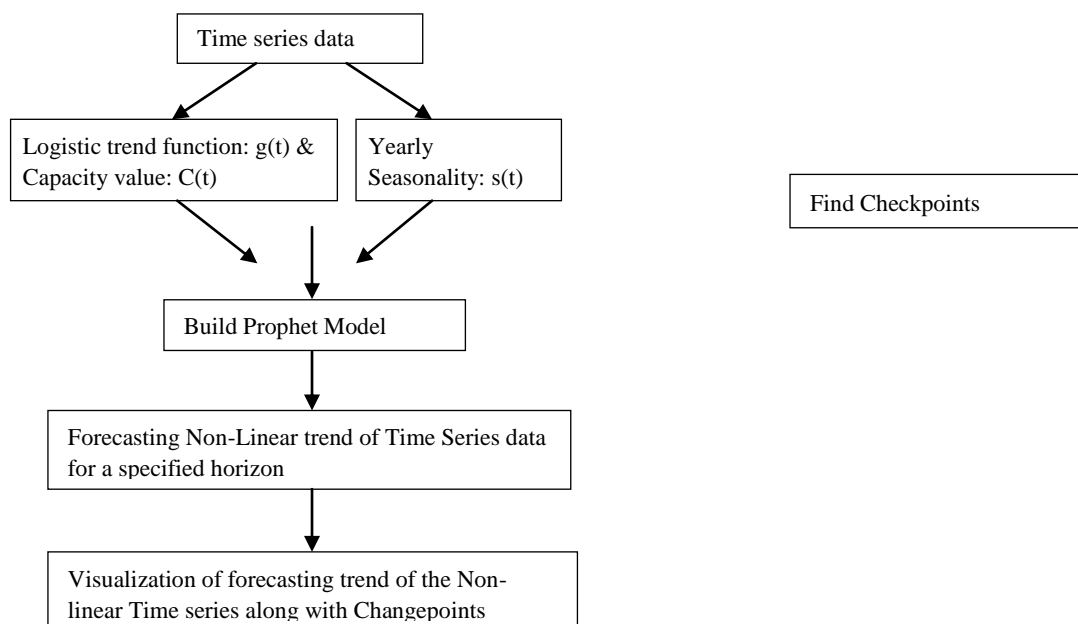 Time series data
Logistic trend function: g(t) &
Capacity value: C(t)
Yearly
Seasonality: s(t)
Find Checkpoints
Build Prophet Model
Forecasting Non-Linear trend of Time Series data
for a specified horizon
Visualization of forecasting trend of the Non-
linear Time series along with Changepoints